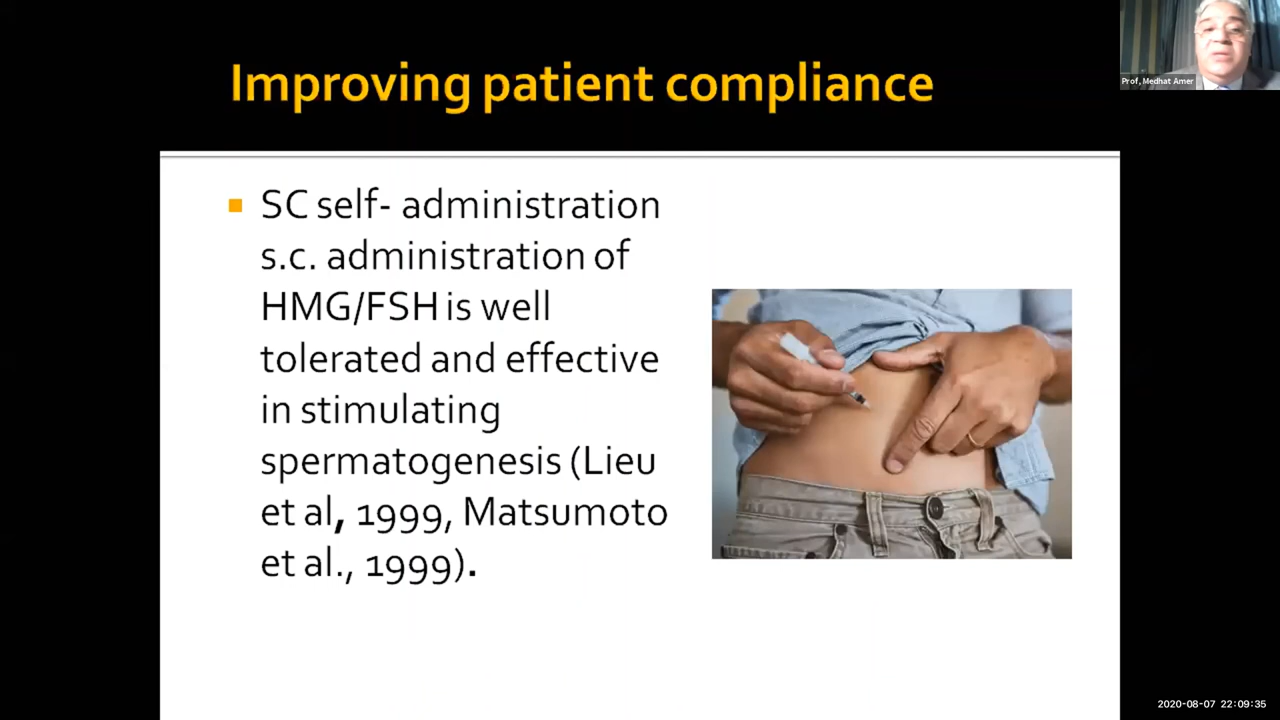 Improving patient compliance
Prof, Medhat Amer
SC self- administration
s.c. administration of
HMG/FSH is well
tolerated and effective
in stimulating
spermatogenesis (Lieu
et al, 1999, Matsumoto
et al., 1999).
2020-08-07 22:09:35